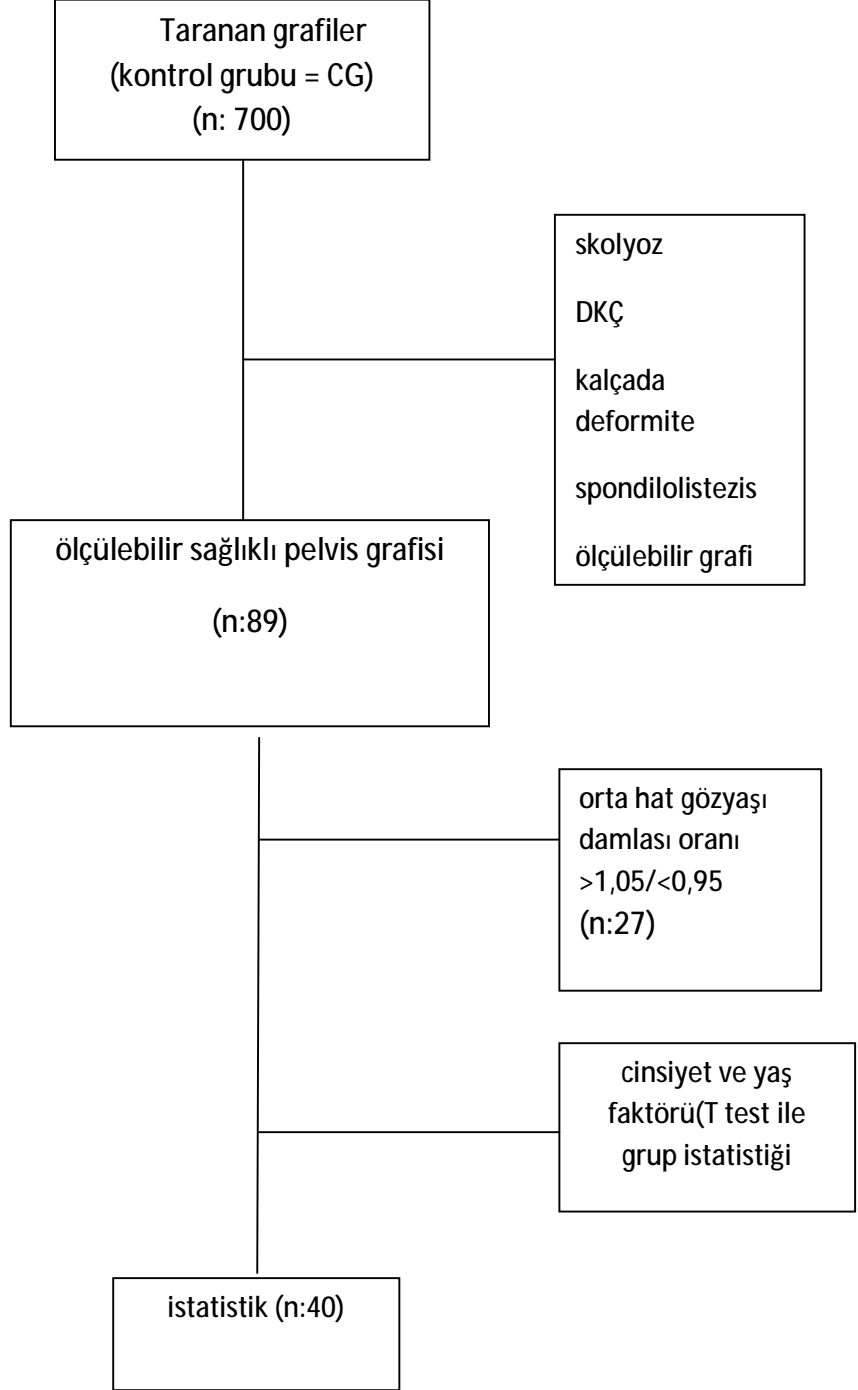 Taranan grafiler
(kontrol grubu = CG)
(n: 700)
skolyoz
DKÇ
kalçada
deformite
spondilolistezis
ölçülebilir grafi
ölçülebilir sağlıklı pelvis grafisi
(n:89)
orta hat gözyaşı
damlası oranı
>1,05/<0,95
(n:27)
cinsiyet ve yaş
faktörü(T test ile
grup istatistiği
istatistik (n:40)